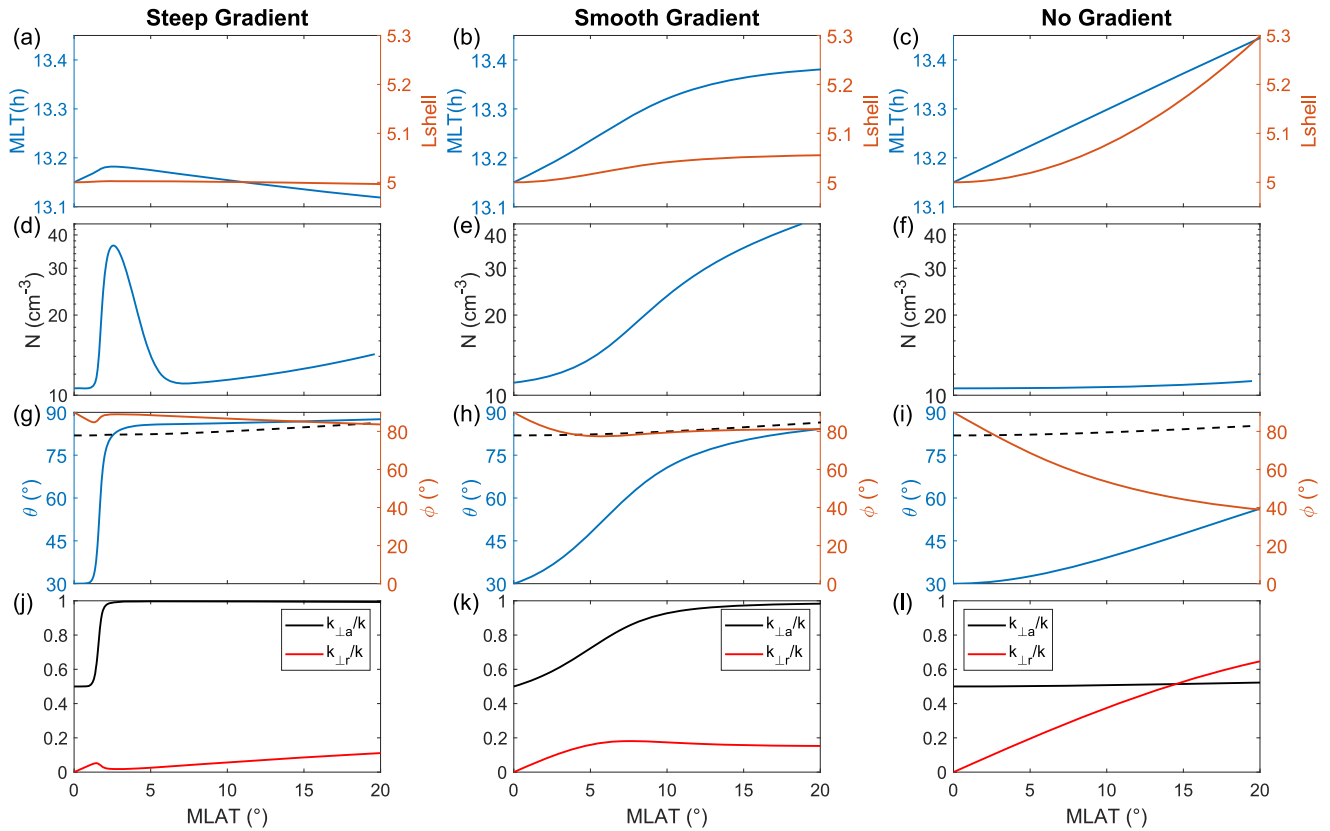 Steep Gradient Smooth Gradient No Gradient
(a) (b) (c)
13.4 5.3 13.4 5.3 13.4 5.3
13.3 5.2 13.3 5.2 13.3 5.2
13.2 5.1 13.2 5.1 13.2 5.1
13.1 5 13.1 5 13.1 5
MLT(h) Lshell MLT(h) Lshell MLT(h) Lshell
(d) (e) (f)
40 40 40
30 30 30
20 20 20
10 10 10
N (cm⁻³) N (cm⁻³) N (cm⁻³)
(g) (h) (i)
90 90 90
75 80 75 80 75 80
60 60 60 60 60 60
45 40 45 40 45 40
20 20 20
30 0 30 0 30 0
θ (°) ϕ (°) θ (°) ϕ (°) θ (°) ϕ (°)
(j) (k) (l)
1 1 1
0.8 0.8 0.8
0.6 0.6 0.6
0.4 0.4 0.4
0.2 0.2 0.2
0 0 0
k⊥a/k k⊥a/k k⊥a/k
k⊥r/k k⊥r/k k⊥r/k
0 5 10 15 20 0 5 10 15 20 0 5 10 15 20
MLAT (°) MLAT (°) MLAT (°)